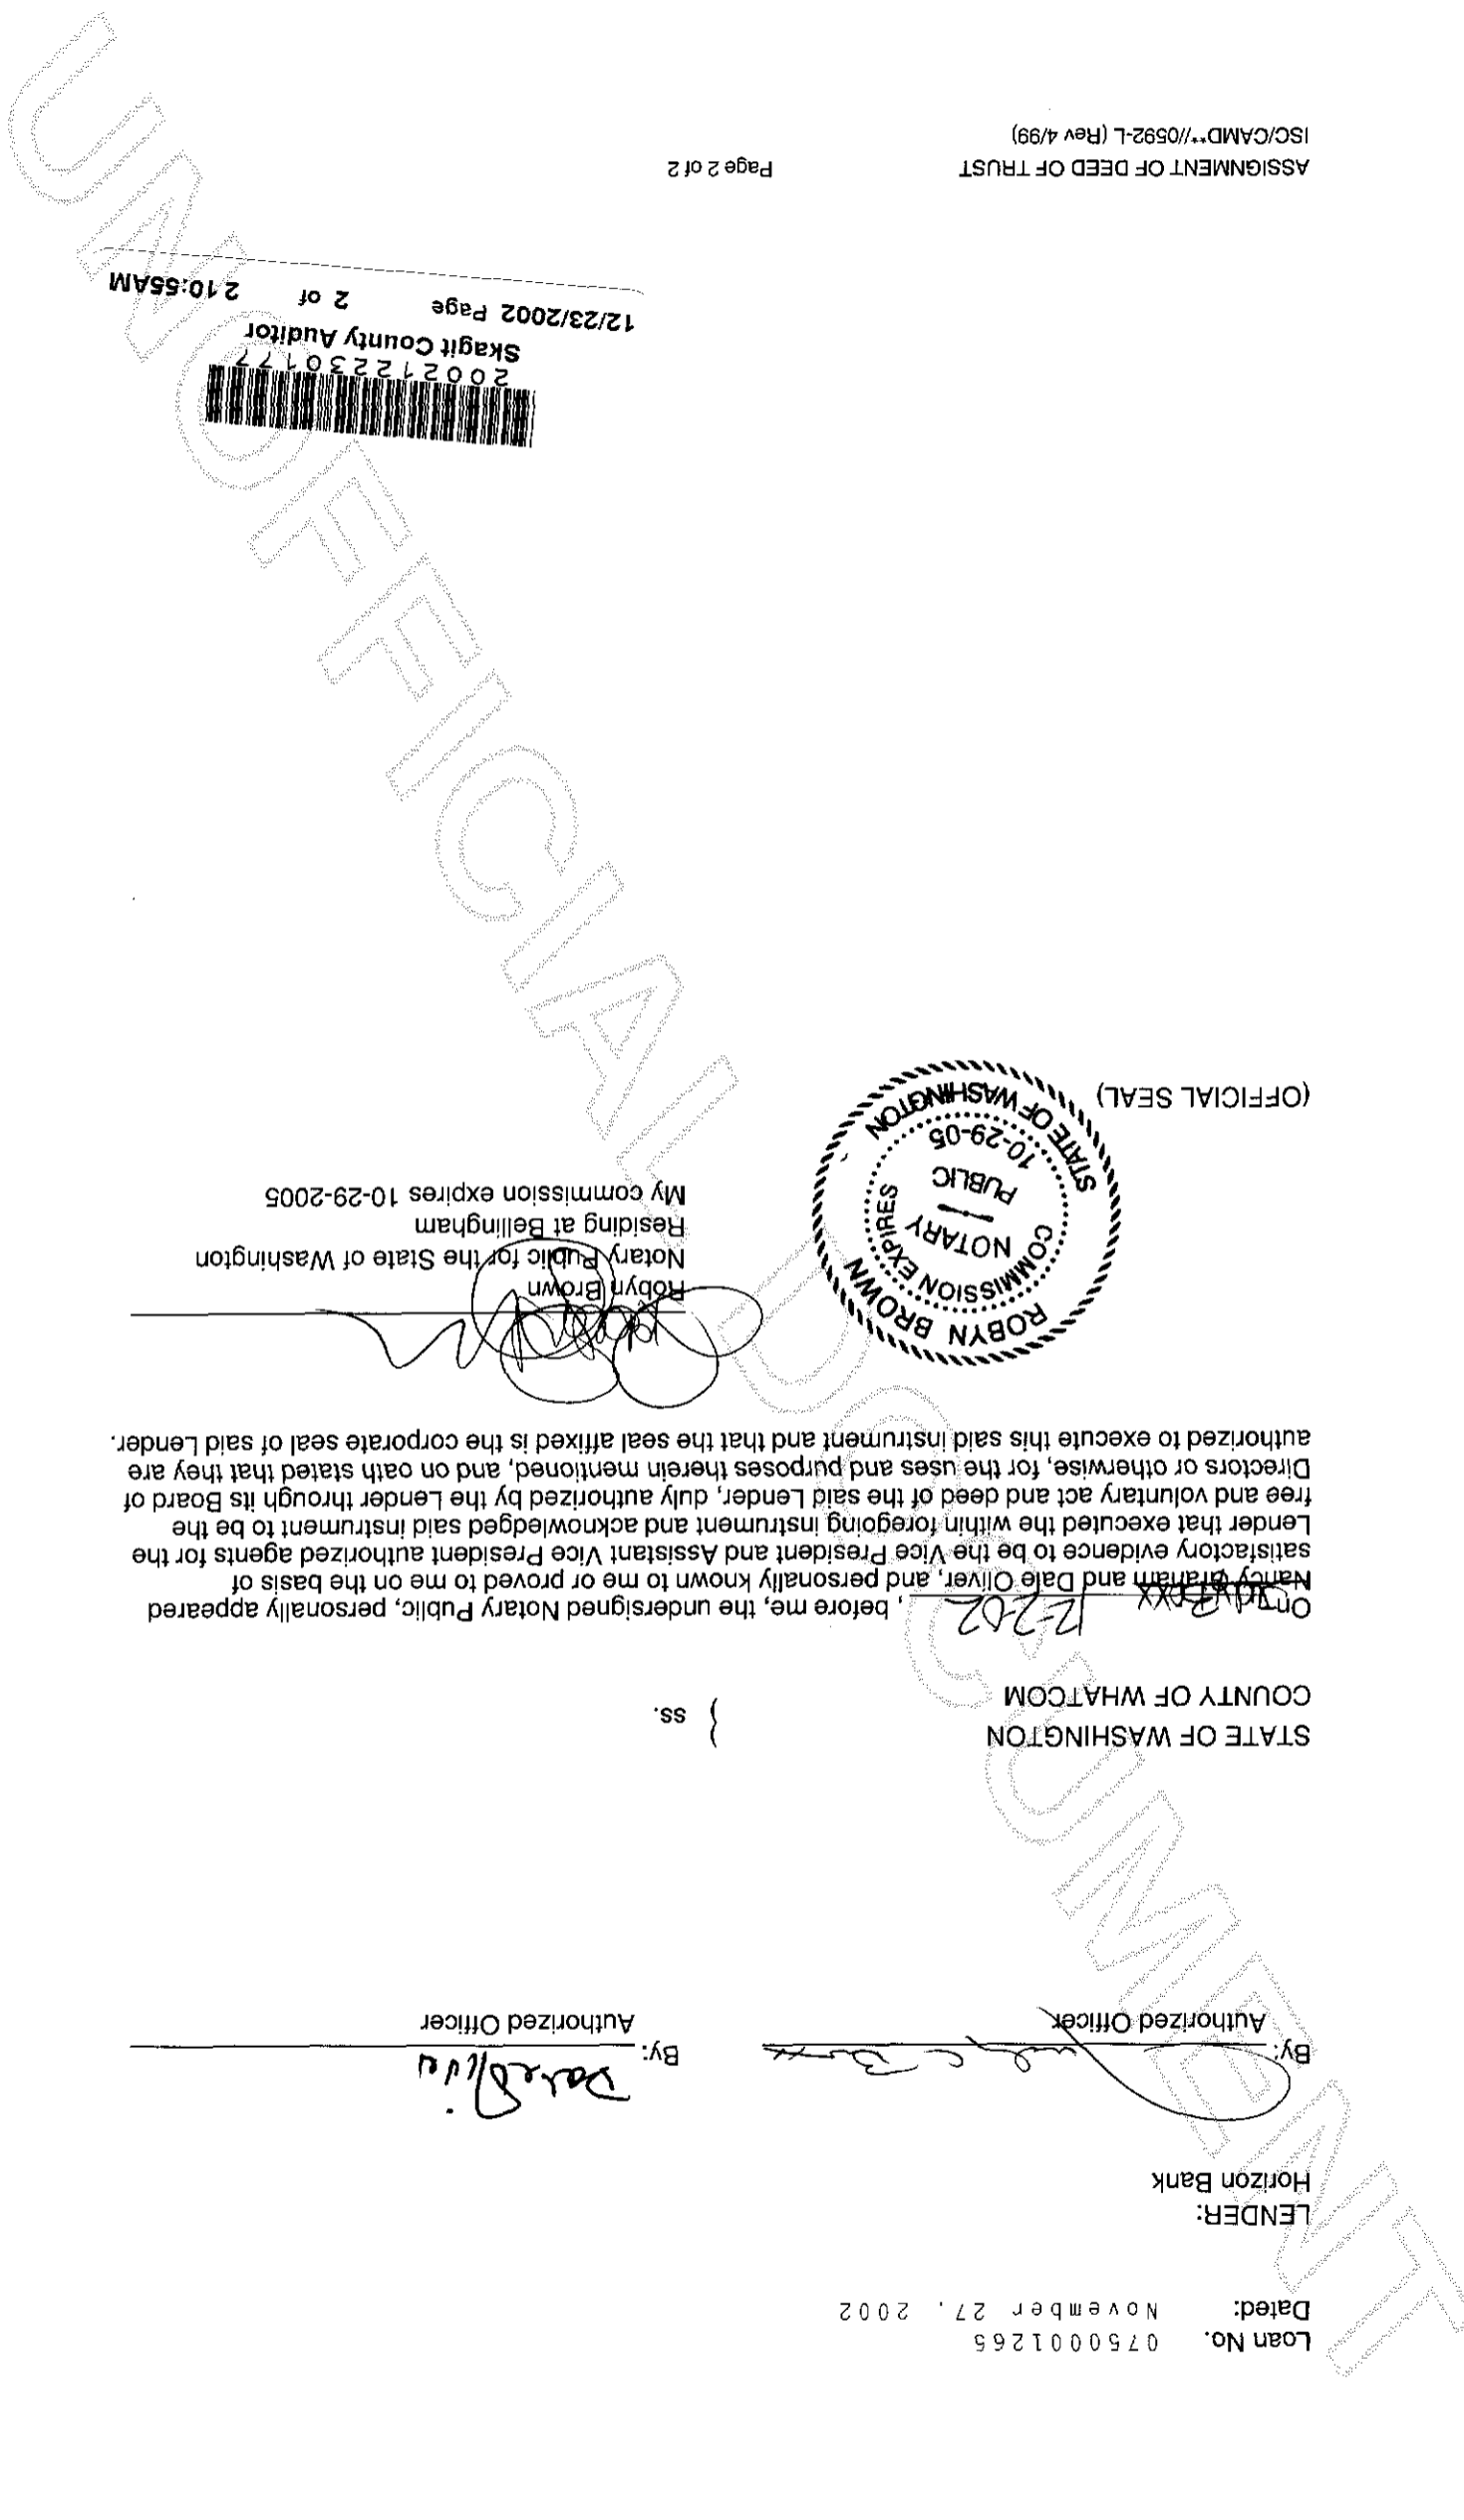 Loan No. 0750001265
Dated: November 27, 2002
LENDER:
Horizon Bank
By: By: Dale Oliver
Authorized Officer Authorized Officer
STATE OF WASHINGTON
COUNTY OF WHATCOM } ss.
On 12-2-02, before me, the undersigned Notary Public, personally appeared
Nancy Graham and Dale Oliver, and personally known to me or proved to me on the basis of
satisfactory evidence to be the Vice President and Assistant Vice President authorized agents for the
Lender that executed the within foregoing instrument and acknowledged said instrument to be the
free and voluntary act and deed of the said Lender, duly authorized by the Lender through its Board of
Directors or otherwise, for the uses and purposes therein mentioned, and on oath stated that they are
authorized to execute this said instrument and that the seal affixed is the corporate seal of said Lender.
Robyn Brown
Notary Public for the State of Washington
Residing at Bellingham
My commission expires 10-29-2005
ROBYN BROWN
COMMISSION EXPIRES
NOTARY
PUBLIC
10-29-05
STATE OF WASHINGTON
(OFFICIAL SEAL)
200212230177
Skagit County Auditor
12/23/2002 Page 2 of 2 10:55AM
ASSIGNMENT OF DEED OF TRUST Page 2 of 2
ISC/CAMD**//0592-L (Rev 4/99)
UNOFFICIAL DOCUMENT